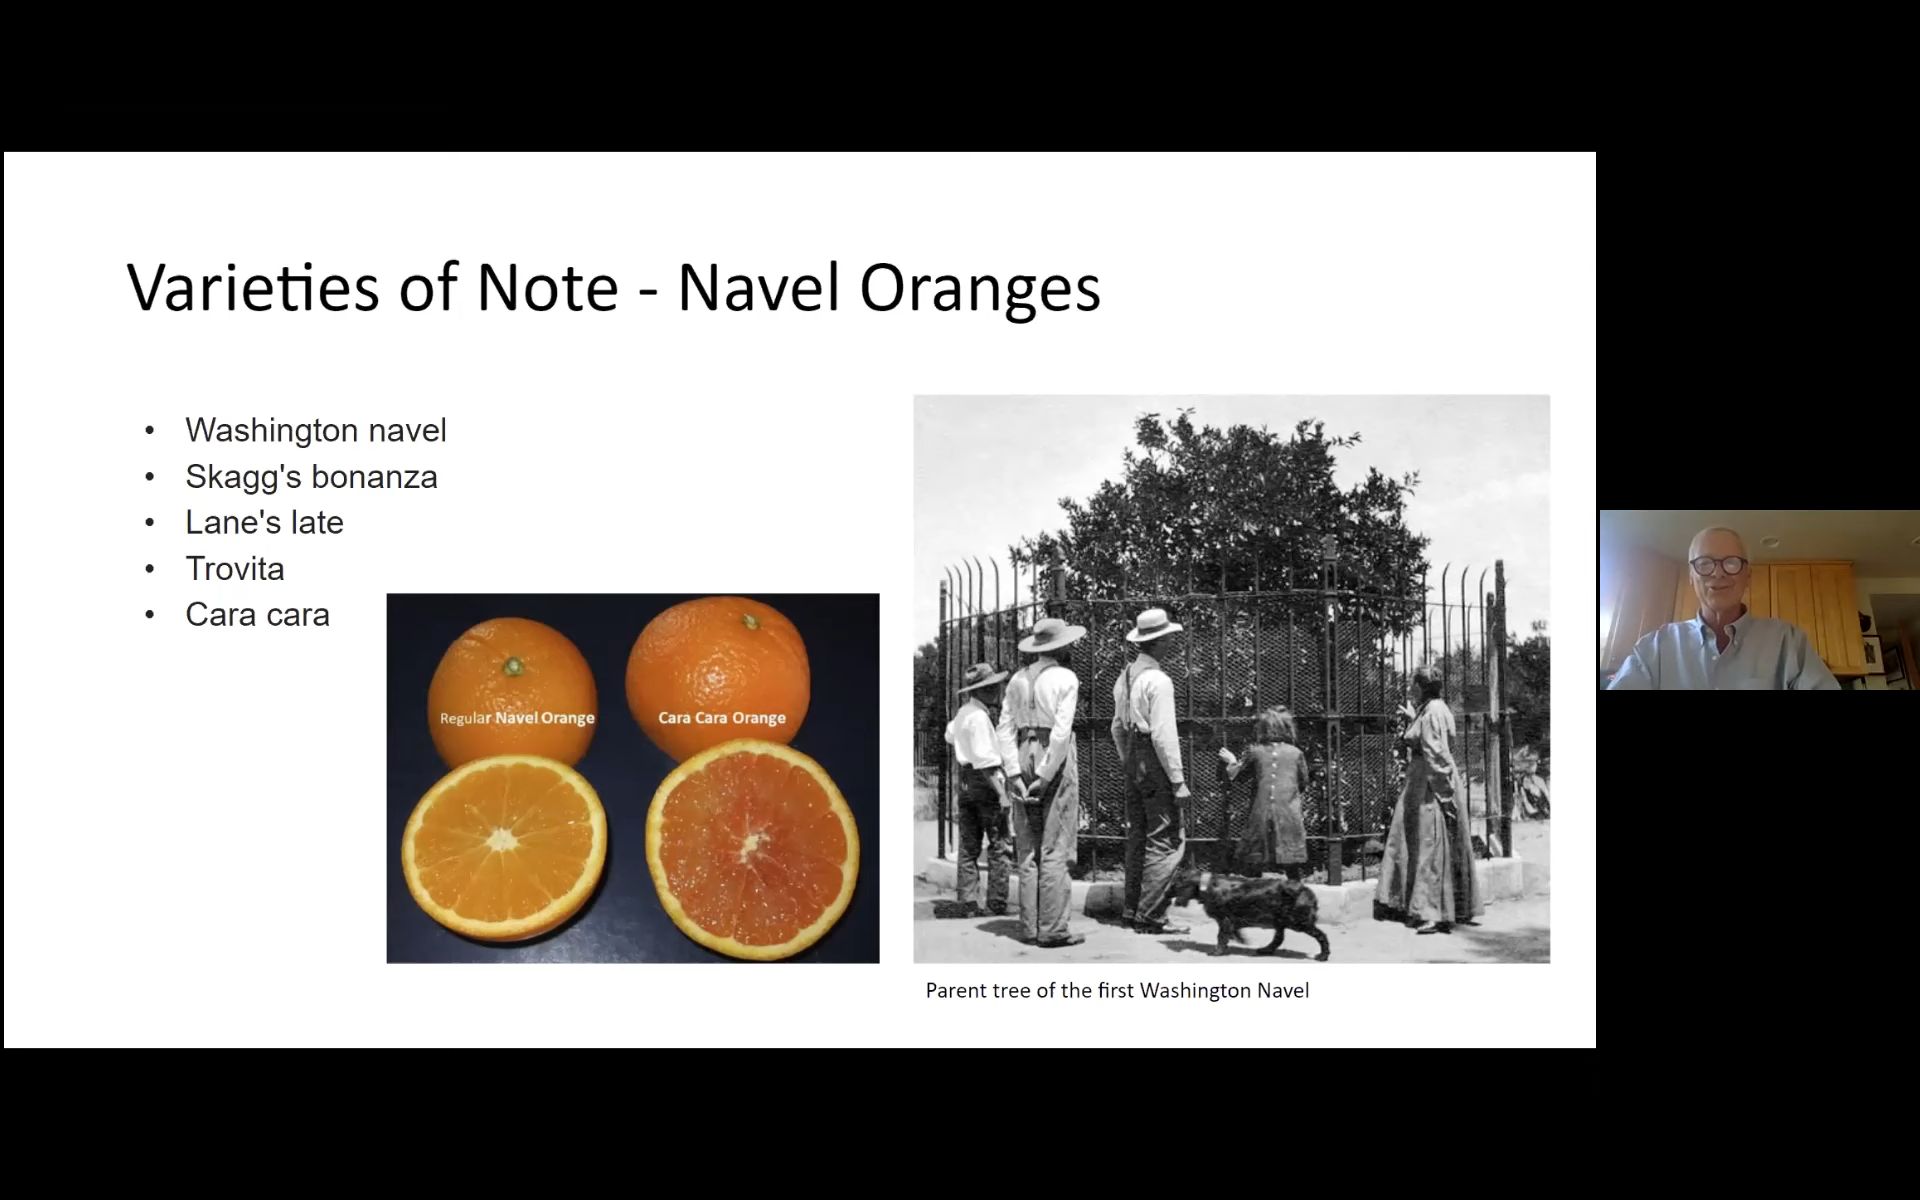 Varieties of Note - Navel Oranges
• Washington navel
• Skagg's bonanza
• Lane's late
• Trovita
• Cara cara
Regular Navel Orange
Cara Cara Orange
Parent tree of the first Washington Navel